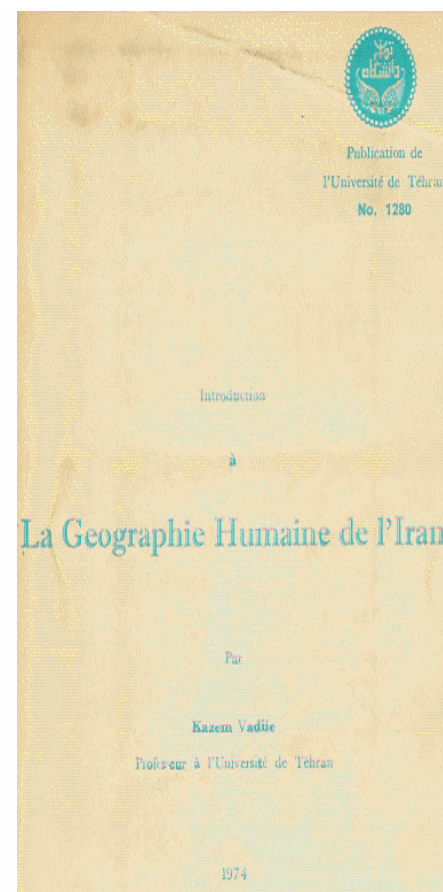 دانشگاه
Publication de
l'Université de Téhran
No. 1280
Introduction
à
La Geographie Humaine de l'Iran
Par
Kazem Vadiie
Professeur à l'Université de Téhran
1974